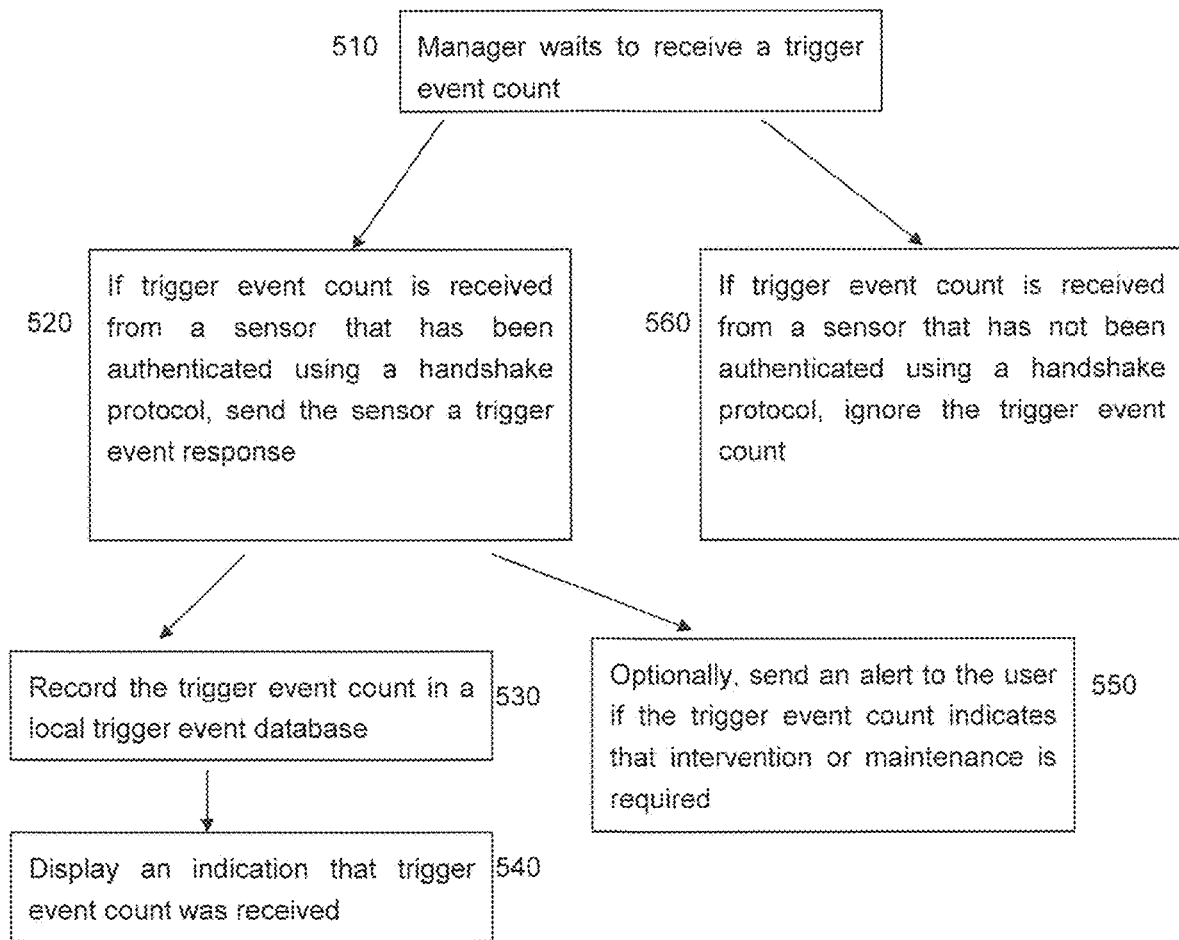 510
Manager waits to receive a trigger
event count
520
If trigger event count is received
from a sensor that has been
authenticated using a handshake
protocol, send the sensor a trigger
event response
560
If trigger event count is received
from a sensor that has not been
authenticated using a handshake
protocol, ignore the trigger event
count
Record the trigger event count in a
local trigger event database
530
Optionally, send an alert to the user
if the trigger event count indicates
that intervention or maintenance is
required
550
Display an indication that trigger
event count was received
540